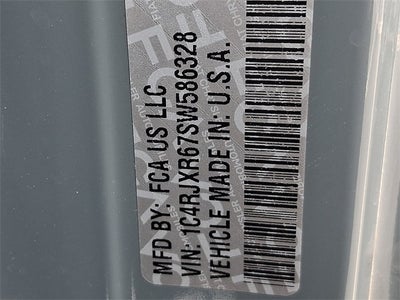 MFD BY: FCA US LLC
VIN: 1C4RJXR67SW586328
VEHICLE MADE IN: U.S.A.